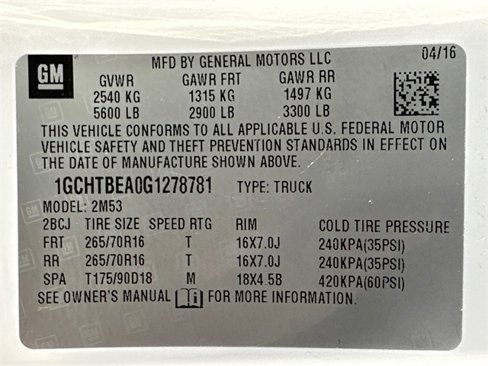 MFD BY GENERAL MOTORS LLC 04/16
GM
GVWR GAWR FRT GAWR RR
2540 KG 1315 KG 1497 KG
5600 LB 2900 LB 3300 LB
THIS VEHICLE CONFORMS TO ALL APPLICABLE U.S. FEDERAL MOTOR
VEHICLE SAFETY AND THEFT PREVENTION STANDARDS IN EFFECT ON
THE DATE OF MANUFACTURE SHOWN ABOVE.
1GCHTBEA0G1278781 TYPE: TRUCK
MODEL: 2M53
2BCJ TIRE SIZE SPEED RTG RIM COLD TIRE PRESSURE
FRT 265/70R16 T 16X7.0J 240KPA(35PSI)
RR 265/70R16 T 16X7.0J 240KPA(35PSI)
SPA T175/90D18 M 18X4.5B 420KPA(60PSI)
SEE OWNER'S MANUAL FOR MORE INFORMATION.